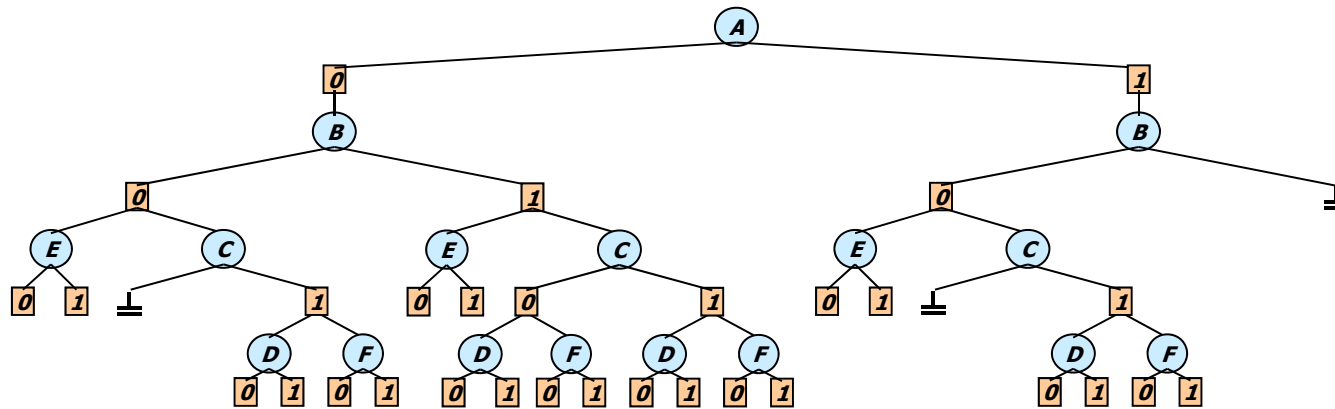 A
0 1
B B
0 1 0
E C E C E C
0 1 1 0 1 0 1 0 1 1
D F D F D F D F
0 1 0 1 0 1 0 1 0 1 0 1 0 1 0 1